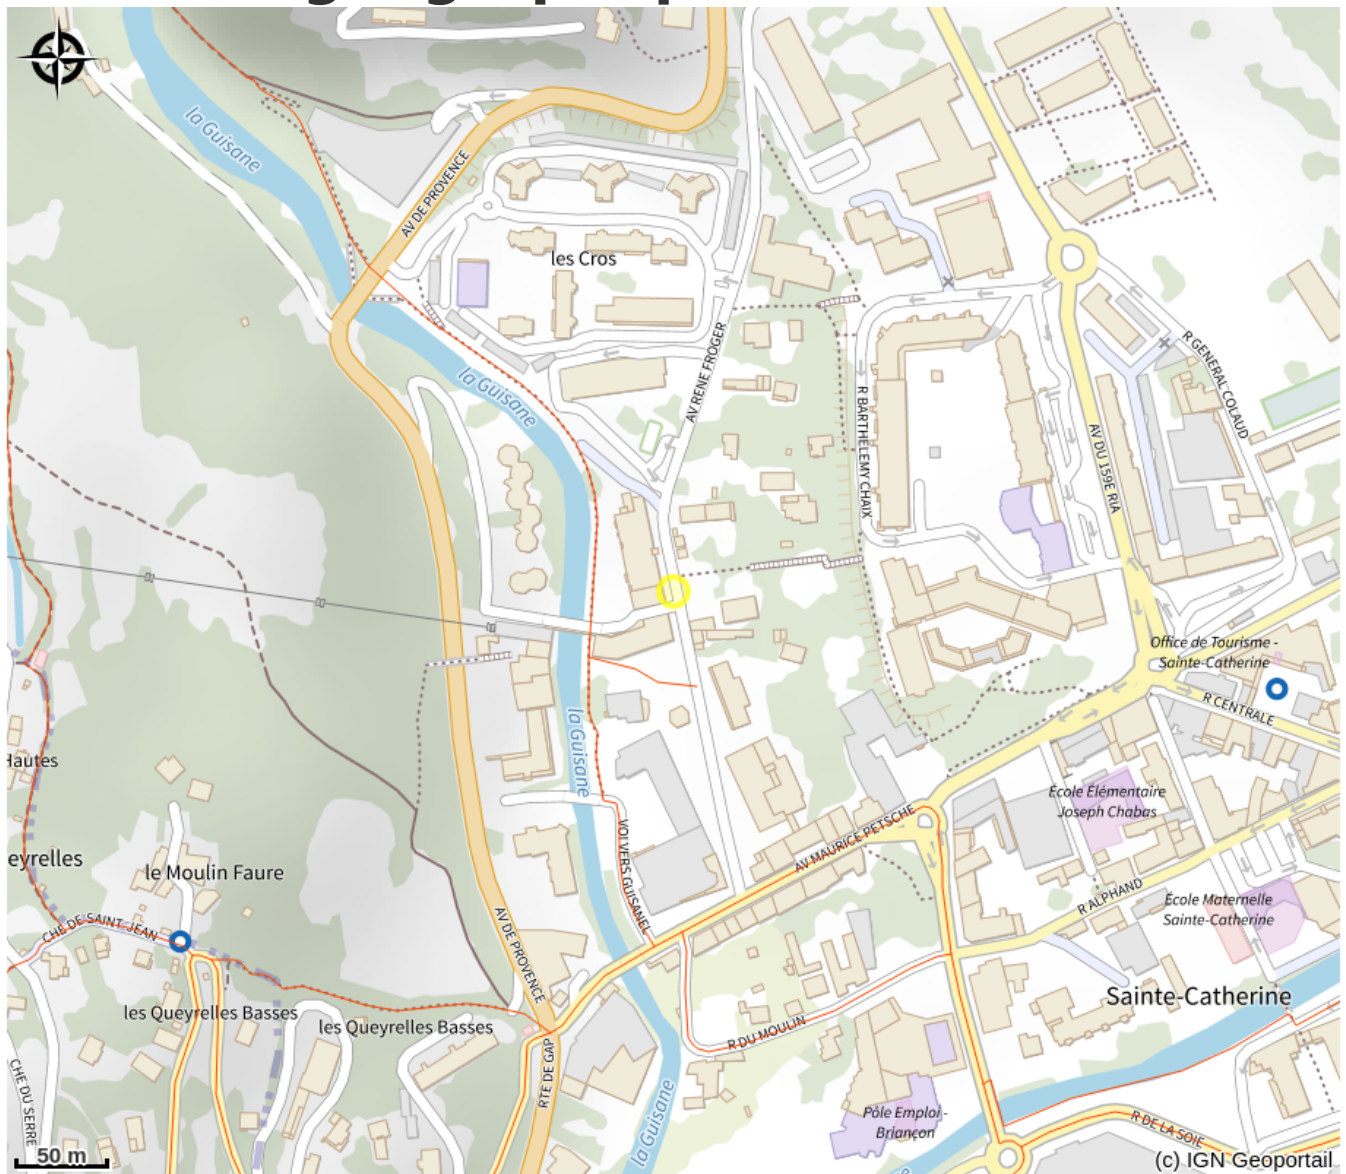 la Guisane
AV DE PROVENCE
les Cros
AV RENE FROGER
R GENERAL COLAUD
la Guisane
R BARTHELEMY CHAIX
AV DU 159E RIA
Office de Tourisme -
Sainte-Catherine
R CENTRALE
la Guisane
Hautes
École Élémentaire
Joseph Chabas
AV MAURICE PETSCHE
VOLVERS GUISANEL
eyrelles
le Moulin Faure
R ALPHAND
École Maternelle
Sainte-Catherine
CHE DE SAINT JEAN
AV DE PROVENCE
Sainte-Catherine
les Queyrelles Basses
les Queyrelles Basses
R DU MOULIN
RTE DE GAP
CHE DU SERRE
la Guisane
Pôle Emploi -
Briançon
R DE LA SOIE
50 m
(c) IGN Geoportail